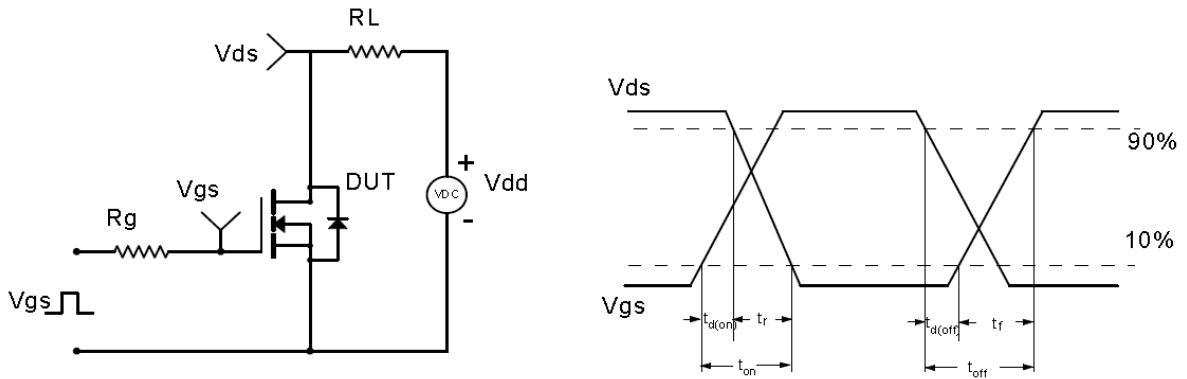 RL
Vds
Vgs
DUT
+
VDC
Vdd
-
Rg
Vgs
Vds
90%
10%
Vgs
td(on)
tr
td(off)
tf
ton
toff